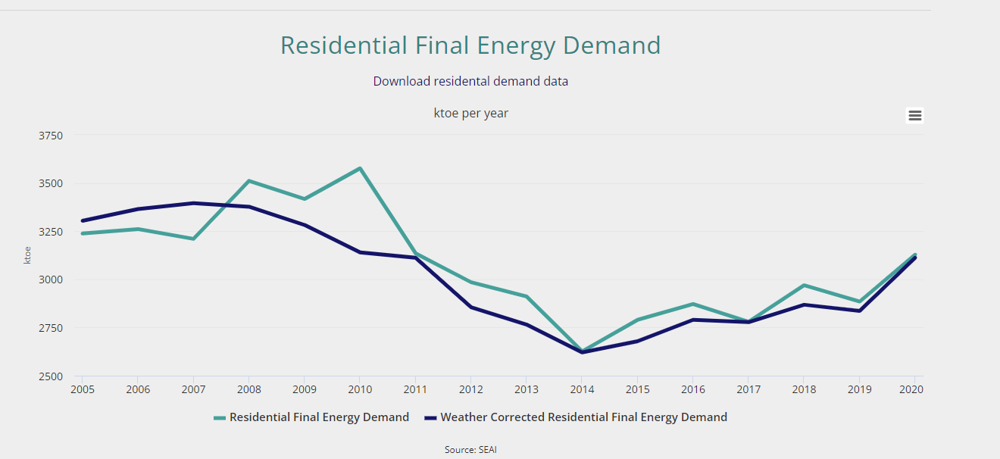 Residential Final Energy Demand
Download residental demand data
ktoe per year
3750
3500
3250
3000
2750
2500
ktoe
2005 2006 2007 2008 2009 2010 2011 2012 2013 2014 2015 2016 2017 2018 2019 2020
Residential Final Energy Demand Weather Corrected Residential Final Energy Demand
Source: SEAI